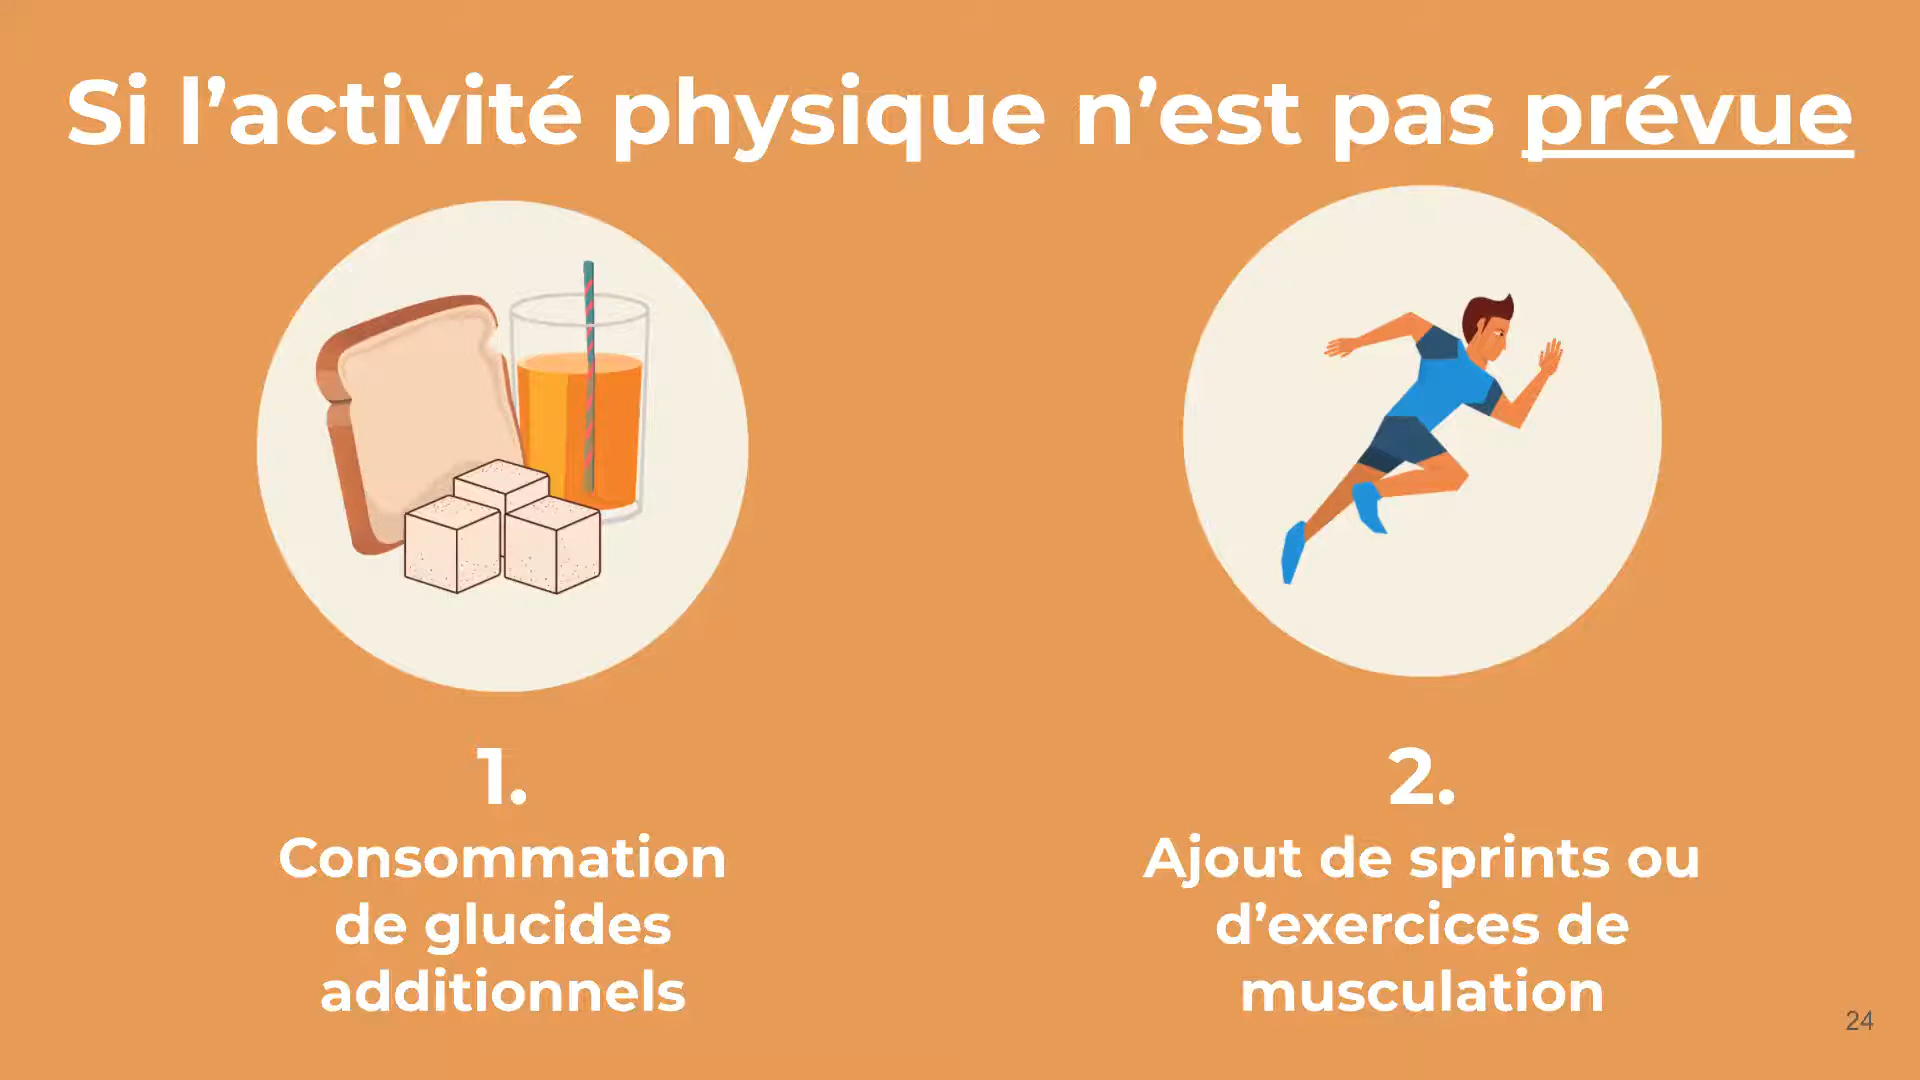 Si l’activité physique n’est pas prévue
1.
Consommation
de glucides
additionnels
2.
Ajout de sprints ou
d’exercices de
musculation
24